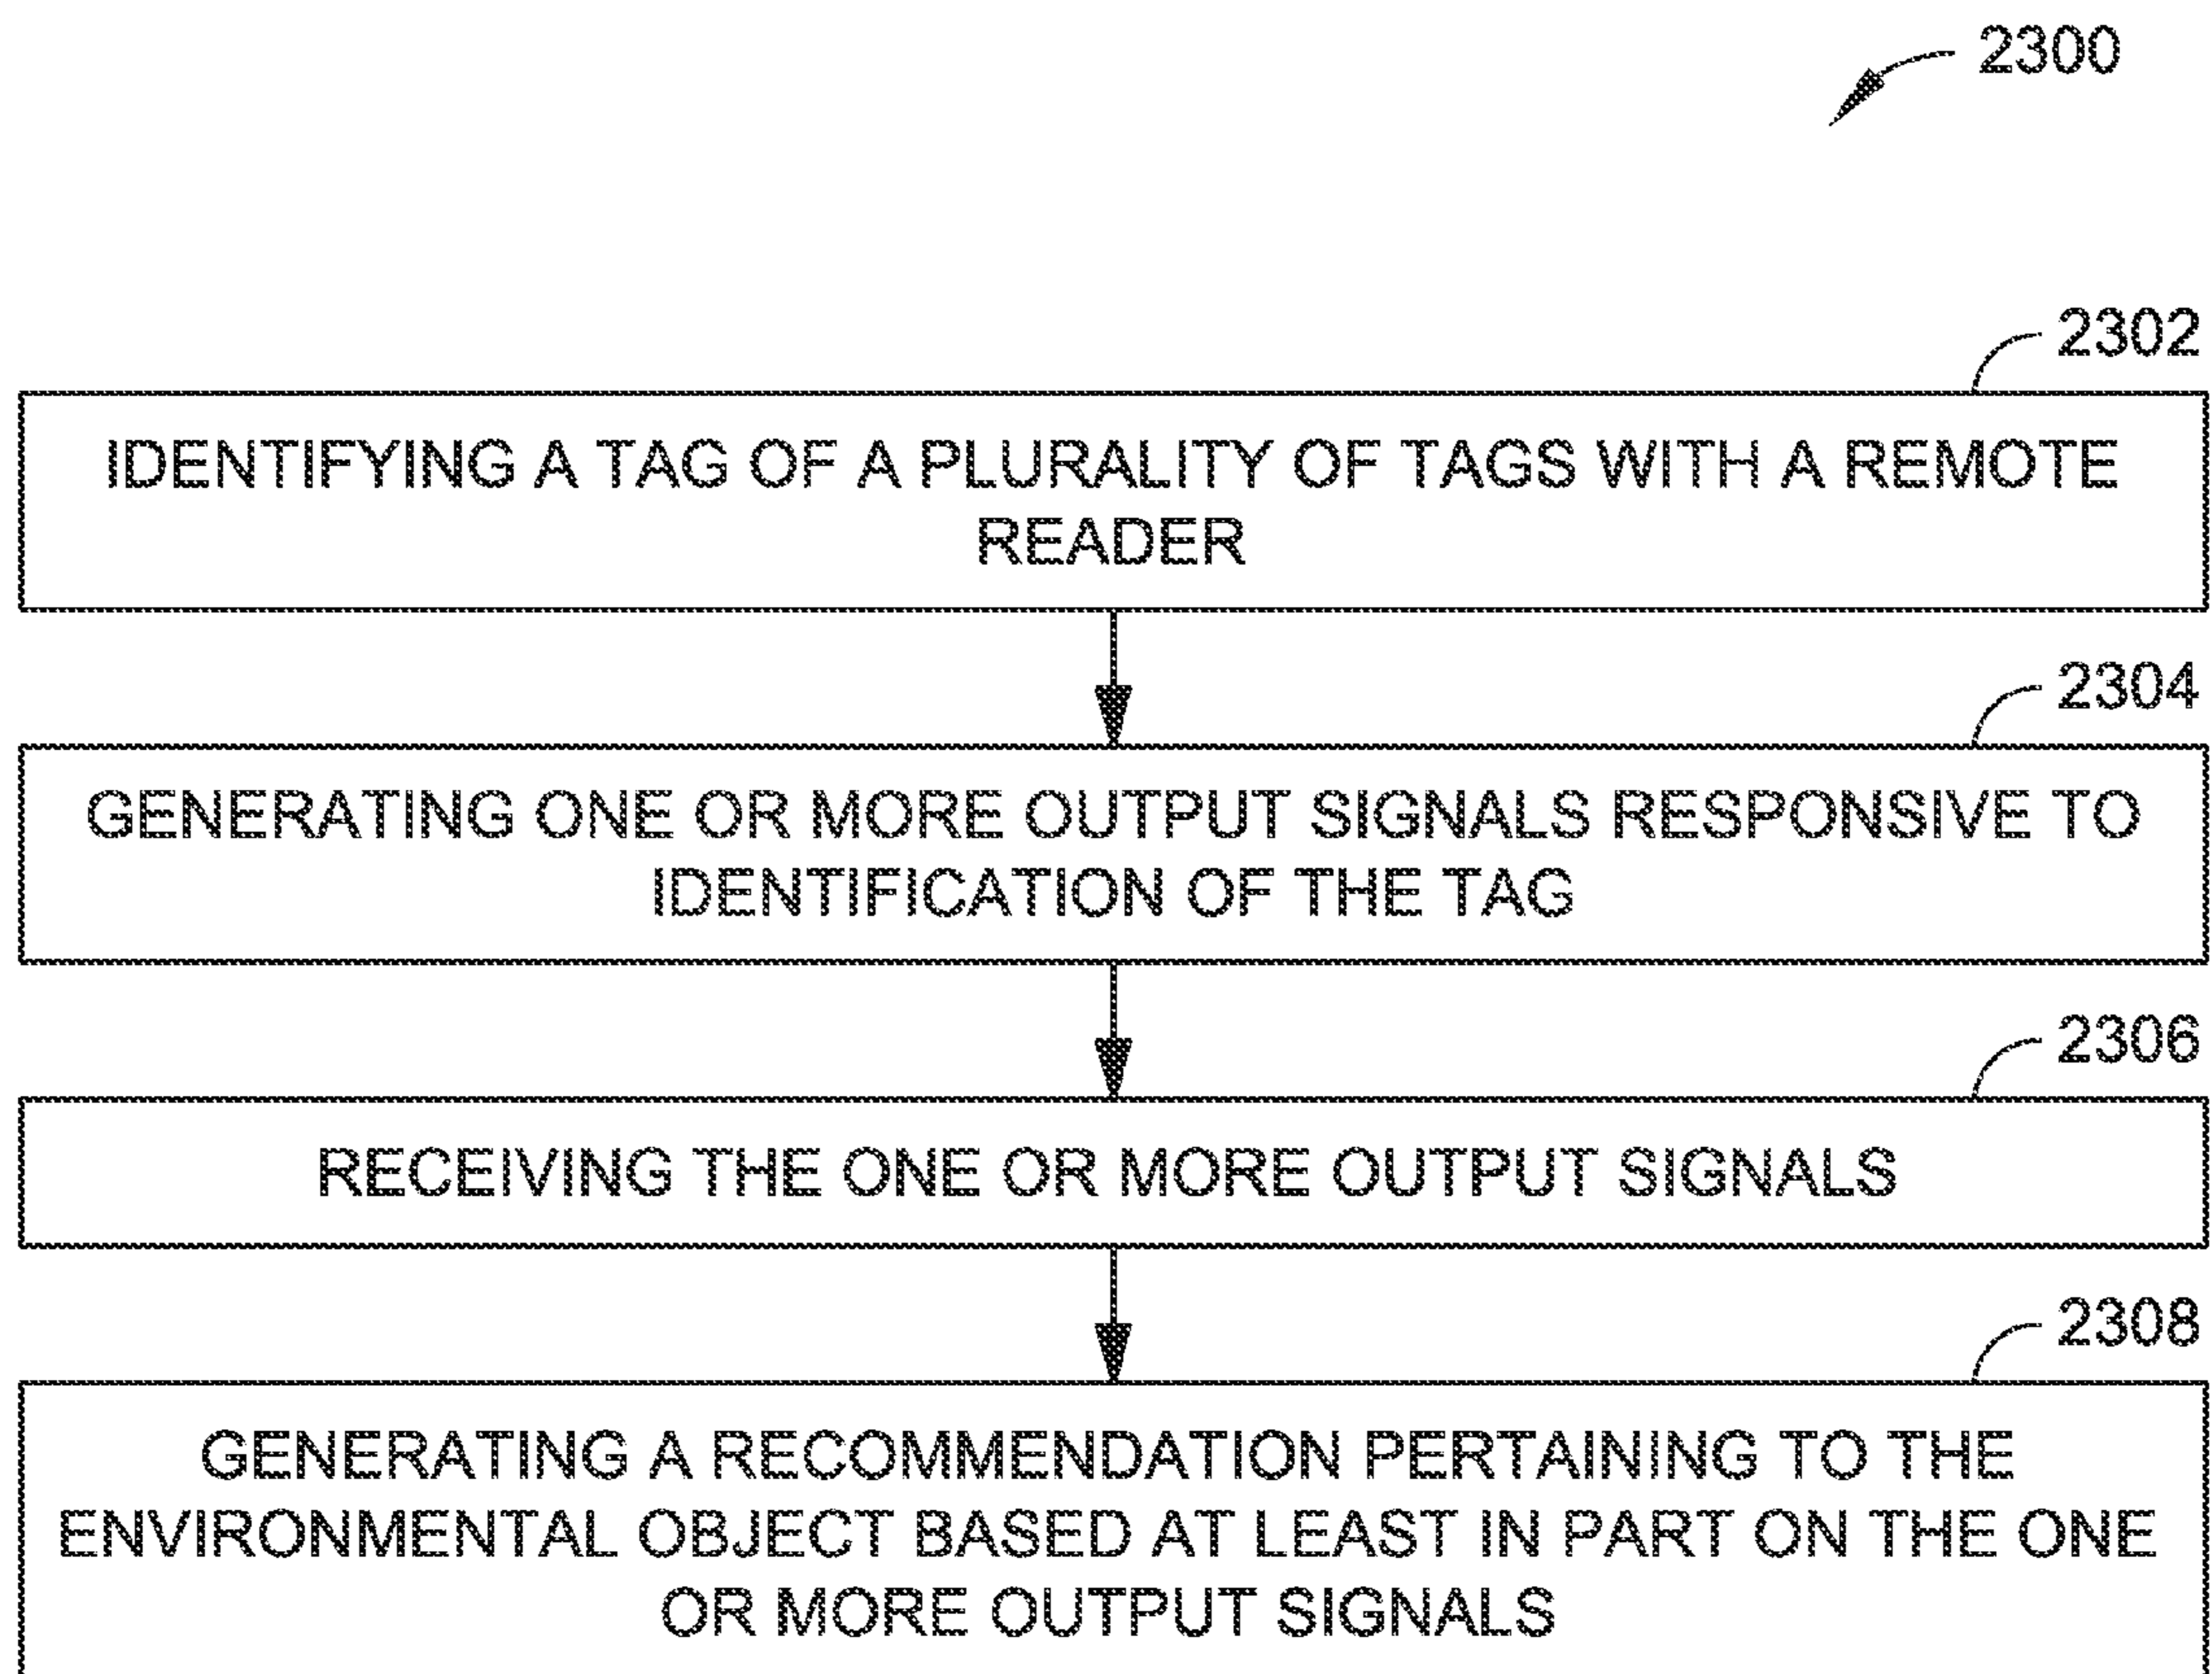 2300
2302
IDENTIFYING A TAG OF A PLURALITY OF TAGS WITH A REMOTE
READER
2304
GENERATING ONE OR MORE OUTPUT SIGNALS RESPONSIVE TO
IDENTIFICATION OF THE TAG
2306
RECEIVING THE ONE OR MORE OUTPUT SIGNALS
2308
GENERATING A RECOMMENDATION PERTAINING TO THE
ENVIRONMENTAL OBJECT BASED AT LEAST IN PART ON THE ONE
OR MORE OUTPUT SIGNALS